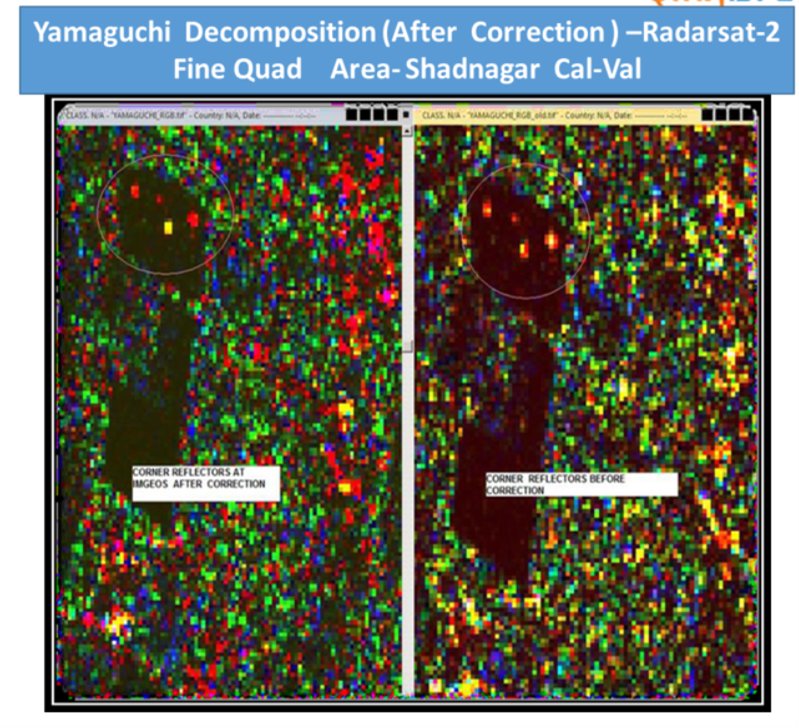 Yamaguchi Decomposition (After Correction ) –Radarsat-2
Fine Quad Area- Shadnagar Cal-Val
CLASS. N/A - "YAMAGUCHI_RGB.tif" - Country: N/A, Date: ---------- --:--:--
CLASS. N/A - "YAMAGUCHI_RGB_old.tif" - Country: N/A, Date: ---------- --:--:--
CORNER REFLECTORS AT
IMGEOS AFTER CORRECTION
CORNER REFLECTORS BEFORE
CORRECTION